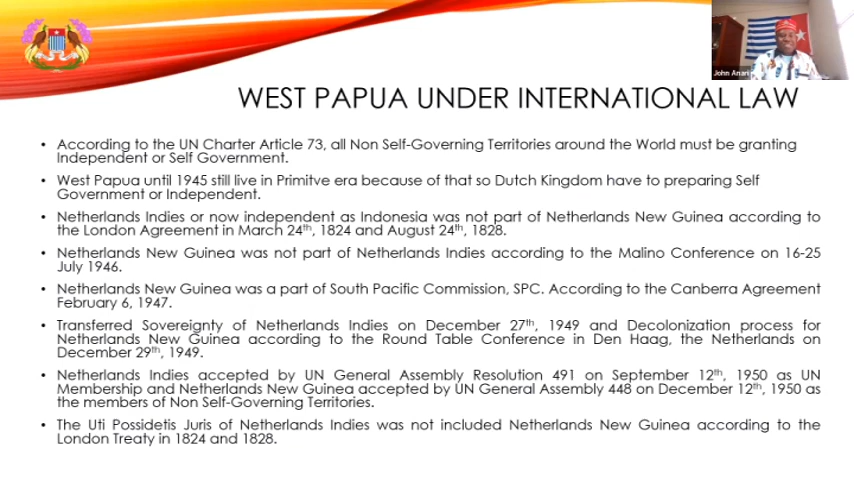 John Anari
WEST PAPUA UNDER INTERNATIONAL LAW
• According to the UN Charter Article 73, all Non Self-Governing Territories around the World must be granting
Independent or Self Government.
• West Papua until 1945 still live in Primitve era because of that so Dutch Kingdom have to preparing Self
Government or Independent.
• Netherlands Indies or now independent as Indonesia was not part of Netherlands New Guinea according to
the London Agreement in March 24th, 1824 and August 24th, 1828.
• Netherlands New Guinea was not part of Netherlands Indies according to the Malino Conference on 16-25
July 1946.
• Netherlands New Guinea was a part of South Pacific Commission, SPC. According to the Canberra Agreement
February 6, 1947.
• Transferred Sovereignty of Netherlands Indies on December 27th, 1949 and Decolonization process for
Netherlands New Guinea according to the Round Table Conference in Den Haag, the Netherlands on
December 29th, 1949.
• Netherlands Indies accepted by UN General Assembly Resolution 491 on September 12th, 1950 as UN
Membership and Netherlands New Guinea accepted by UN General Assembly 448 on December 12th, 1950 as
the members of Non Self-Governing Territories.
• The Uti Possidetis Juris of Netherlands Indies was not included Netherlands New Guinea according to the
London Treaty in 1824 and 1828.